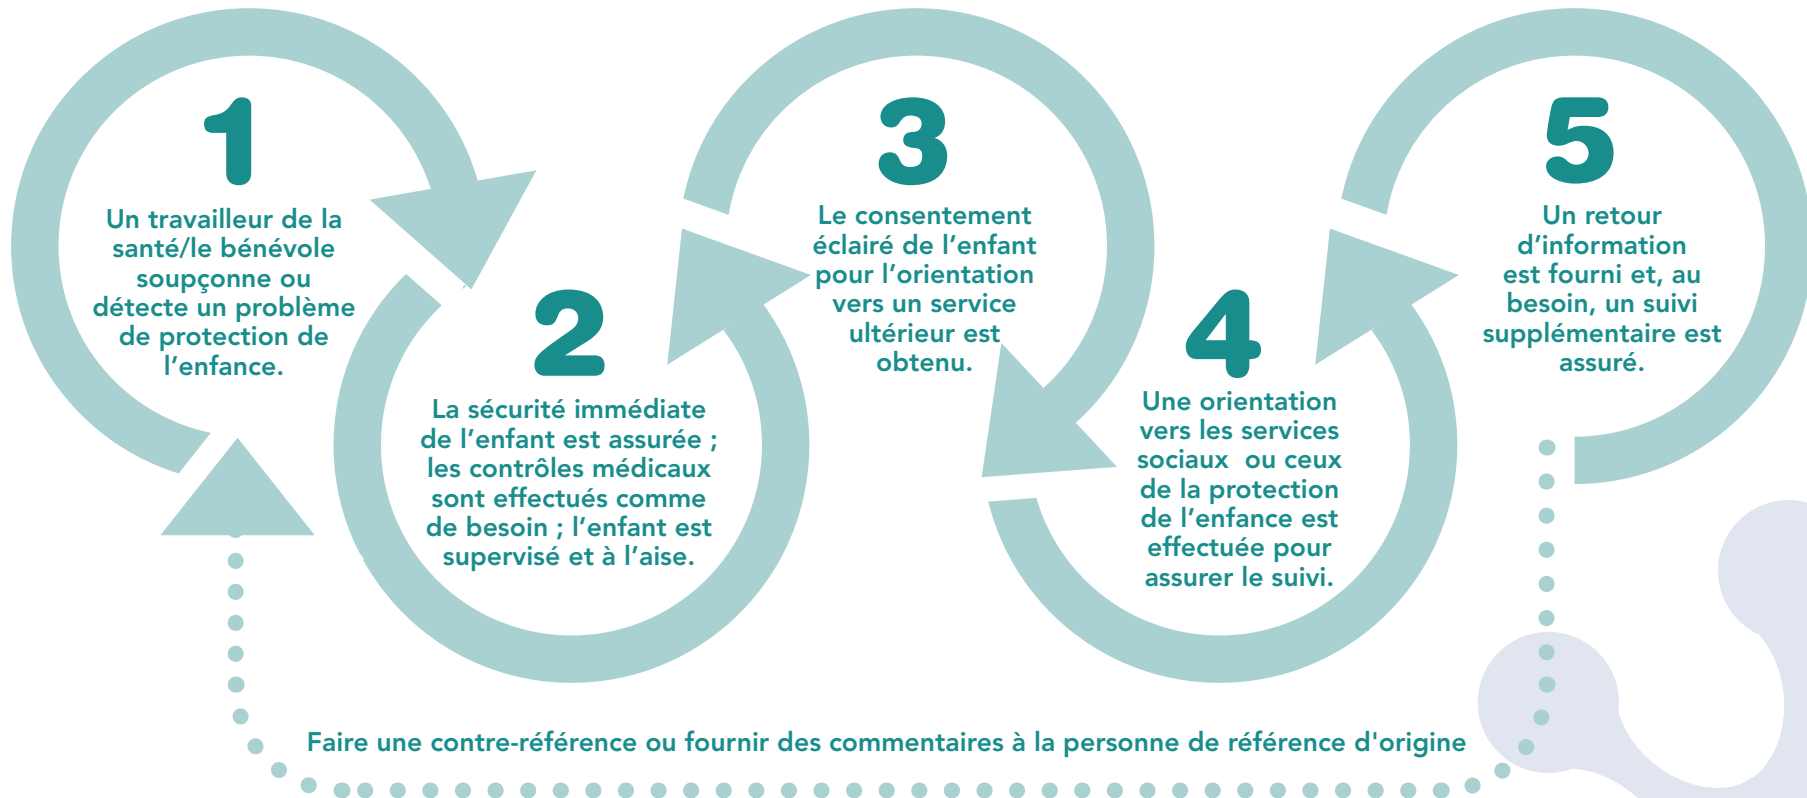 1
Un travailleur de la
santé/le bénévole
soupçonne ou
détecte un problème
de protection de
l’enfance.
2
La sécurité immédiate
de l’enfant est assurée ;
les contrôles médicaux
sont effectués comme
de besoin ; l’enfant est
supervisé et à l’aise.
3
Le consentement
éclairé de l’enfant
pour l’orientation
vers un service
ultérieur est
obtenu.
4
Une orientation
vers les services
sociaux ou ceux
de la protection
de l’enfance est
effectuée pour
assurer le suivi.
5
Un retour
d’information
est fourni et, au
besoin, un suivi
supplémentaire est
assuré.
Faire une contre-référence ou fournir des commentaires à la personne de référence d'origine